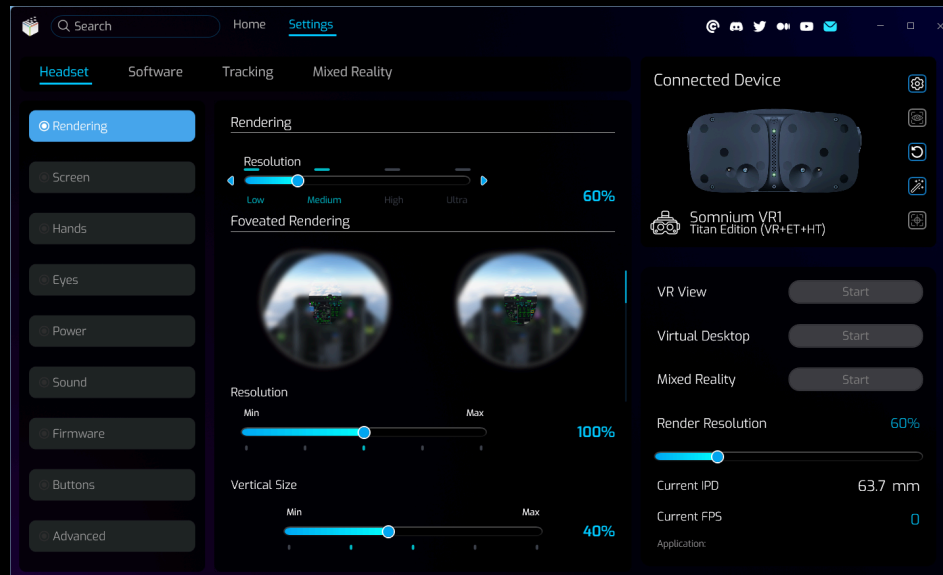 Search
Home
Settings
Headset
Software
Tracking
Mixed Reality
Rendering
Screen
Hands
Eyes
Power
Sound
Firmware
Buttons
Advanced
Rendering
Resolution
Low
Medium
High
Ultra
60%
Foveated Rendering
Resolution
Min
Max
100%
Vertical Size
Min
Max
40%
Connected Device
Somnium VR1
Titan Edition (VR+ET+HT)
VR View
Start
Virtual Desktop
Start
Mixed Reality
Start
Render Resolution
60%
Current IPD
63.7 mm
Current FPS
0
Application: